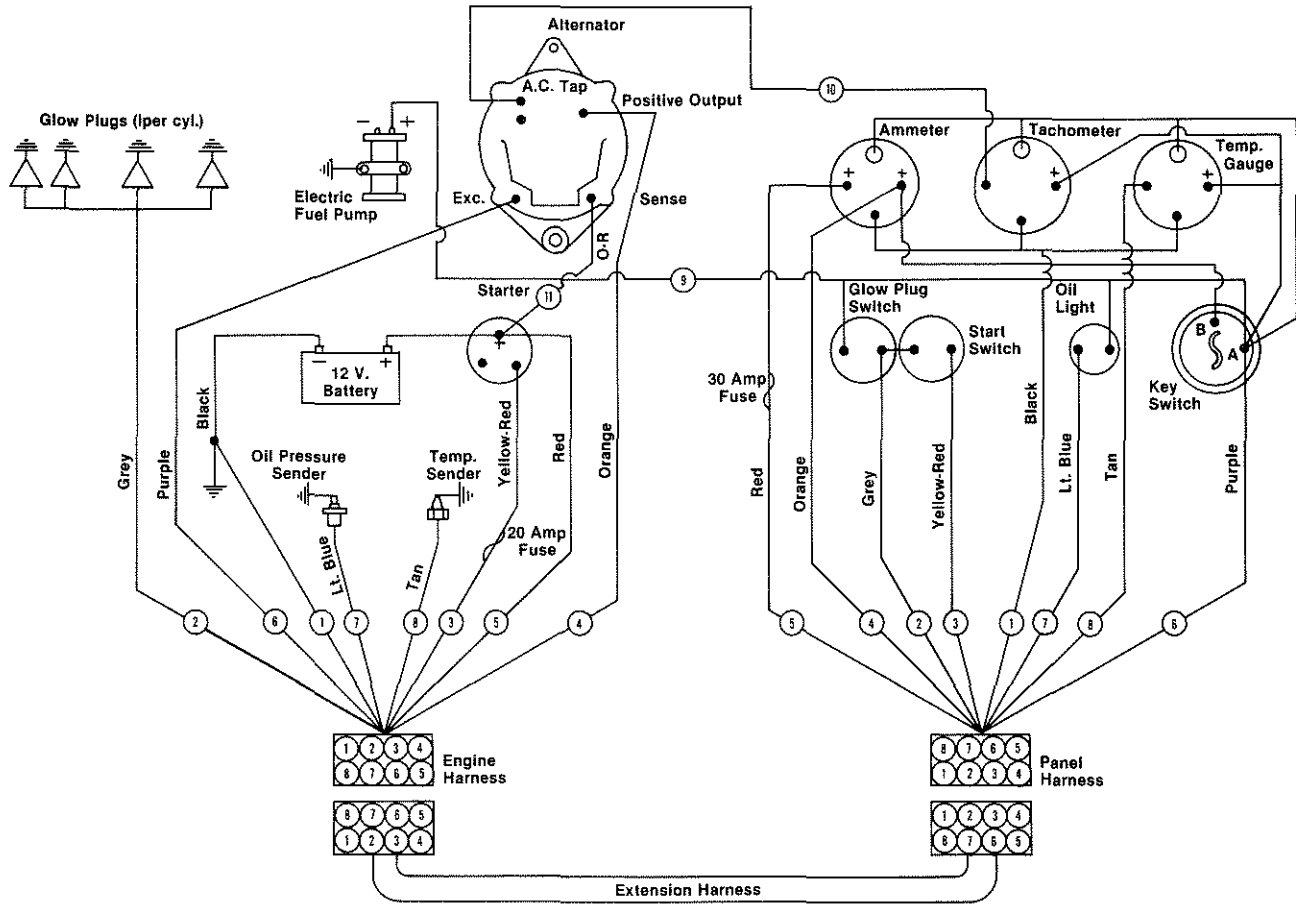 Alternator
A.C. Tap
Positive Output
10
Glow Plugs (Iper cyl.)
- +
Electric
Fuel Pump
Exc.
Sense
O-R
Ammeter
Tachometer
Temp.
Gauge
+ + + +
9
Starter
11
+
Glow Plug
Switch
Oil
Light
Start
Switch
B
A
Key
Switch
- +
12 V.
Battery
30 Amp
Fuse
Black
Grey
Purple
Oil Pressure
Sender
Temp.
Sender
Yellow-Red
Red
Orange
Lt. Blue
Tan
20 Amp
Fuse
Red
Orange
Grey
Yellow-Red
Black
Lt. Blue
Tan
Purple
2 6 1 7 8 3 5 4
5 4 2 3 1 7 8 6
1 2 3 4
8 7 6 5
Engine
Harness
8 7 6 5
1 2 3 4
Panel
Harness
8 7 6 5
1 2 3 4
1 2 3 4
8 7 6 5
Extension Harness